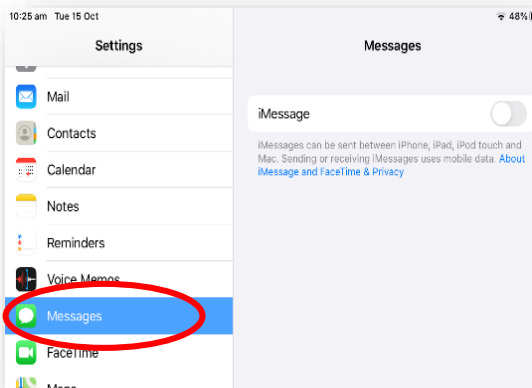 10:25 am Tue 15 Oct
48%
Settings
Messages
Mail
Contacts
Calendar
Notes
Reminders
Voice Memos
Messages
FaceTime
Maps
iMessage
iMessages can be sent between iPhone, iPad, iPod touch and
Mac. Sending or receiving iMessages uses mobile data. About
iMessage and FaceTime & Privacy